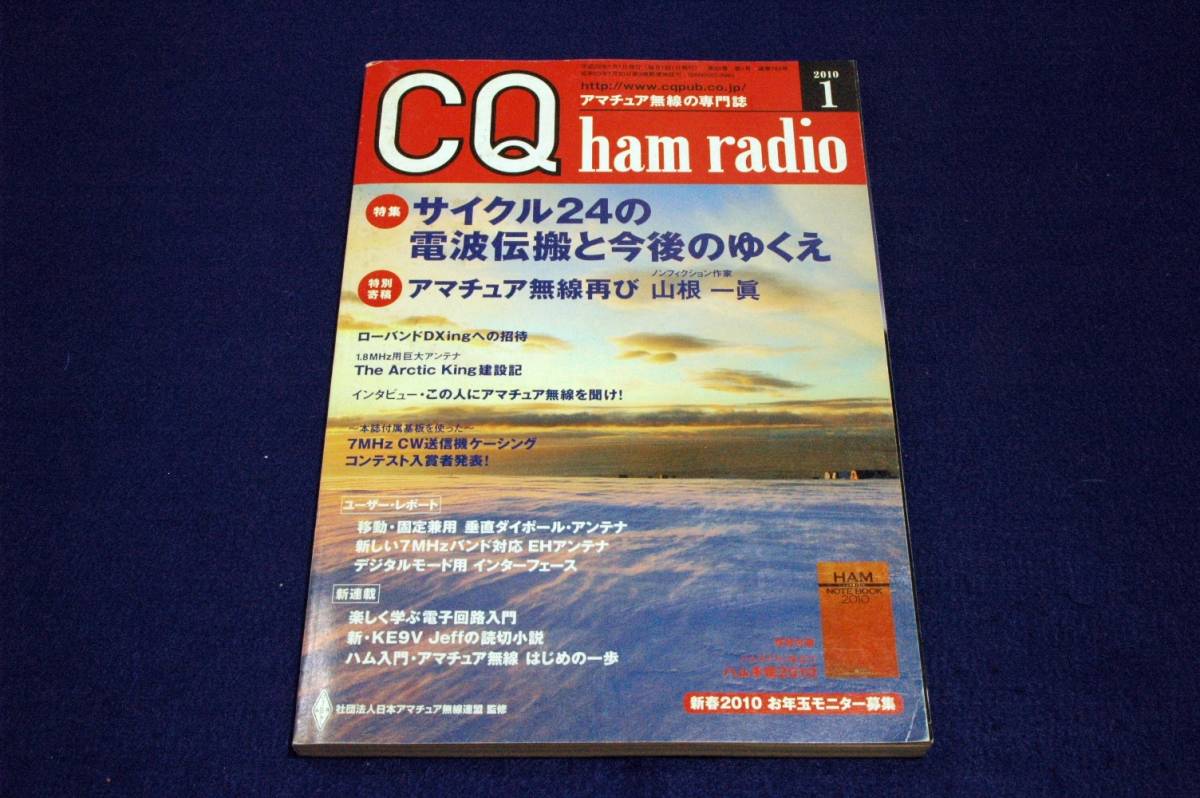 http://www.cqpub.co.jp/
アマチュア無線の専門誌
2010
1
CQ ham radio
特集
サイクル24の
電波伝搬と今後のゆくえ
特別
寄稿
ノンフィクション作家
アマチュア無線再び 山根 一眞
ローバンドDXingへの招待
1.8MHz用巨大アンテナ
The Arctic King建設記
インタビュー・この人にアマチュア無線を聞け!
〜本誌付属基板を使った〜
7MHz CW送信機ケーシング
コンテスト入賞者発表!
ユーザー・レポート
移動・固定兼用 垂直ダイポール・アンテナ
新しい7MHzバンド対応 EHアンテナ
デジタルモード用 インターフェース
新連載
楽しく学ぶ電子回路入門
新・KE9V Jeffの読切小説
ハム入門・アマチュア無線 はじめの一歩
HAM
NOTE BOOK
2010
ハム手帳2010
新春2010 お年玉モニター募集
社団法人日本アマチュア無線連盟 監修